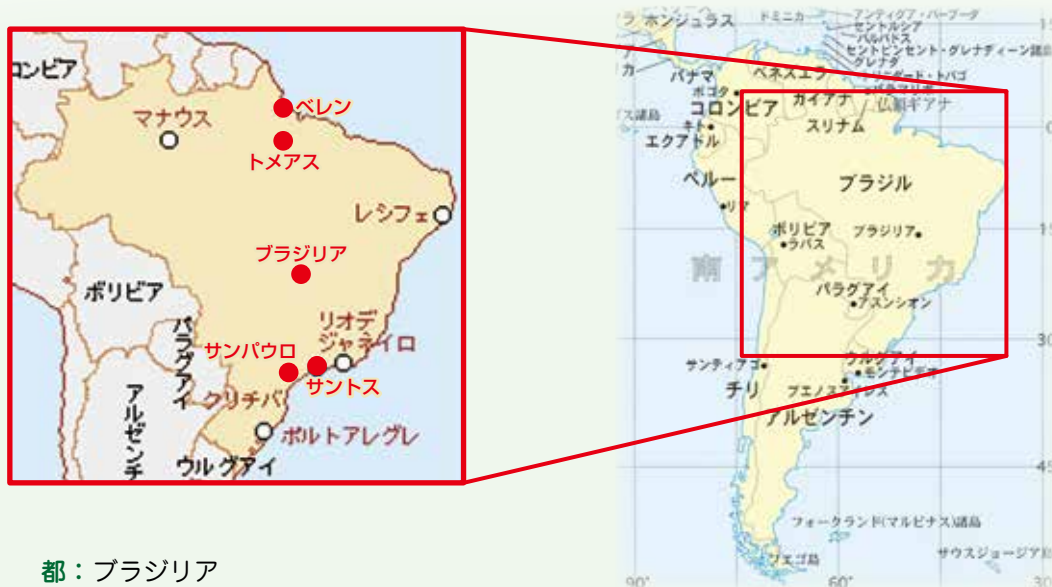 コロンビア
ベレン
マナウス
トメアス
レシフェ
ブラジリア
ボリビア
パラグアイ
リオデ
ジャネイロ
サンパウロ
サントス
クリチバ
アルゼンチ
ポルトアレグレ
ウルグアイ
ホンジュラス
ドミニカ
アンティグア・バーブーダ
セントルシア
バルバドス
セントビンセント・グレナディーン諸島
グレナダ
トリニダード・トバゴ
パナマ
ベネズエラ
パラマリボ
ボゴタ
コロンビア
ガイアナ
仏領ギアナ
スリナム
キト
エクアドル
ペルー
ブラジル
リマ
ボリビア
ラパス
ブラジリア
15
南アメリカ
パラグアイ
アスンシオン
30
サンティアゴ
ウルグアイ
モンテビデオ
チリ
ブエノスアイレス
アルゼンチン
45
フォークランド(マルビナス)諸島
フエゴ島
サウスジョージア
90°
60°
都：ブラジリア